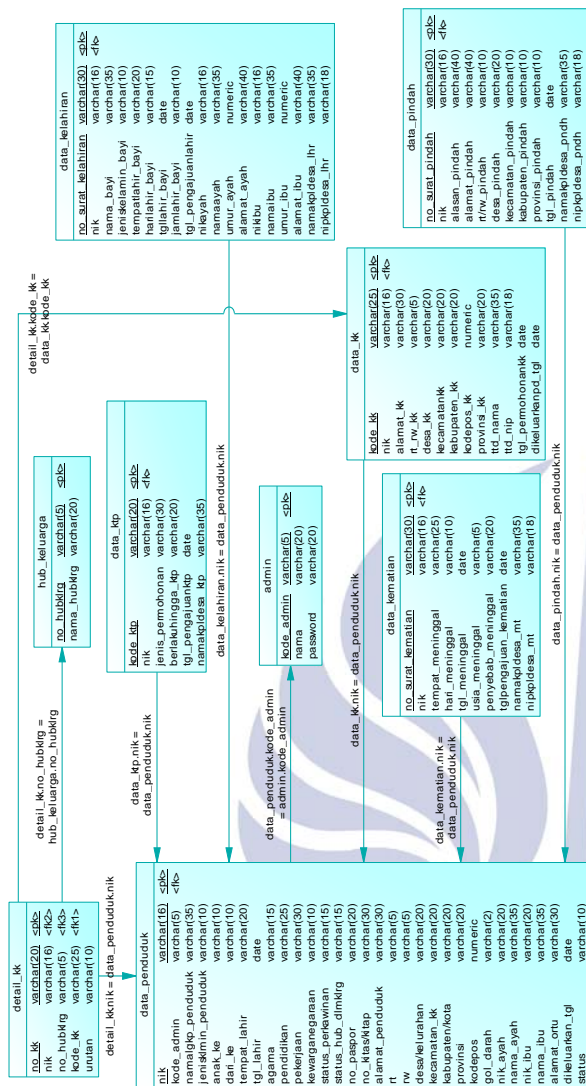 detail_kk
no_kk varchar(20) <pk>
nik varchar(16) <fk2>
no_hubklrg varchar(5) <fk3>
kode_kk varchar(25) <fk1>
urutan varchar(10)
detail_kk.no_hubklrg =
hub_keluarga.no_hubklrg
hub_keluarga
no_hubklrg varchar(5) <pk>
nama_hubklrg varchar(20)
detail_kk.kode_kk =
data_kk.kode_kk
detail_kk.nik = data_penduduk.nik
data_penduduk
nik varchar(16) <pk>
kode_admin varchar(5) <fk>
namalgkp_penduduk varchar(35)
jenisklmin_penduduk varchar(10)
anak_ke varchar(10)
dari_ke varchar(10)
tempat_lahir varchar(20)
tgl_lahir date
agama varchar(15)
pendidikan varchar(25)
pekerjaan varchar(30)
kewarganegaraan varchar(10)
status_perkawinan varchar(15)
status_hub_dlmklrg varchar(15)
no_paspor varchar(20)
no_kitas/kitap varchar(30)
alamat_penduduk varchar(30)
rt varchar(5)
rw varchar(5)
desa/kelurahan varchar(20)
kecamatan_kk varchar(20)
kabupaten/kota varchar(20)
provinsi varchar(20)
kodepos numeric
gol_darah varchar(2)
nik_ayah varchar(20)
nama_ayah varchar(35)
nik_ibu varchar(20)
nama_ibu varchar(35)
alamat_ortu varchar(30)
dikeluarkan_tgl date
status varchar(10)
data_ktp.nik =
data_penduduk.nik
data_ktp
kode_ktp varchar(20) <pk>
nik varchar(16) <fk>
jenis_permohonan varchar(30)
berlakuhingga_ktp varchar(20)
tgl_pengajuanktp date
namakpldesa_ktp varchar(35)
data_kelahiran.nik = data_penduduk.nik
data_kelahiran
no_surat_kelahiran varchar(30) <pk>
nik varchar(16) <fk>
nama_bayi varchar(35)
jeniskelamin_bayi varchar(10)
tempatlahir_bayi varchar(20)
harilahir_bayi varchar(15)
tgllahir_bayi date
jamlahir_bayi varchar(10)
tgl_pengajuanlahir date
nikayah varchar(16)
namaayah varchar(35)
umur_ayah numeric
alamat_ayah varchar(40)
nikibu varchar(16)
namaibu varchar(35)
umur_ibu numeric
alamat_ibu varchar(40)
namakpldesa_lhr varchar(35)
nipkpldesa_lhr varchar(18)
data_penduduk.kode_admin
= admin.kode_admin
admin
kode_admin varchar(5) <pk>
nama varchar(20)
password varchar(20)
data_kk.nik = data_penduduk.nik
data_kk
kode_kk varchar(25) <pk>
nik varchar(16) <fk>
alamat_kk varchar(30)
rt_rw_kk varchar(5)
desa_kk varchar(20)
kecamatankk varchar(20)
kabupaten_kk varchar(20)
kodepos_kk numeric
provinsi_kk varchar(20)
ttd_nama varchar(35)
ttd_nip varchar(18)
tgl_permohonankk date
dikeluarkanpd_tgl date
data_kematian.nik =
data_penduduk.nik
data_kematian
no_surat_kematian varchar(30) <pk>
nik varchar(16) <fk>
tempat_meninggal varchar(25)
hari_meninggal varchar(10)
tgl_meninggal date
usia_meninggal varchar(5)
penyebab_meninggal varchar(20)
tglpengajuan_kematian date
namakpldesa_mt varchar(35)
nipkpldesa_mt varchar(18)
data_pindah.nik = data_penduduk.nik
data_pindah
no_surat_pindah varchar(30) <pk>
nik varchar(16) <fk>
alasan_pindah varchar(40)
alamat_pindah varchar(40)
rt/rw_pindah varchar(10)
desa_pindah varchar(20)
kecamatan_pindah varchar(10)
kabupaten_pindah varchar(10)
provinsi_pindah varchar(10)
tgl_pindah date
namakpldesa_pndh varchar(35)
nipkpldesa_pndh varchar(18)